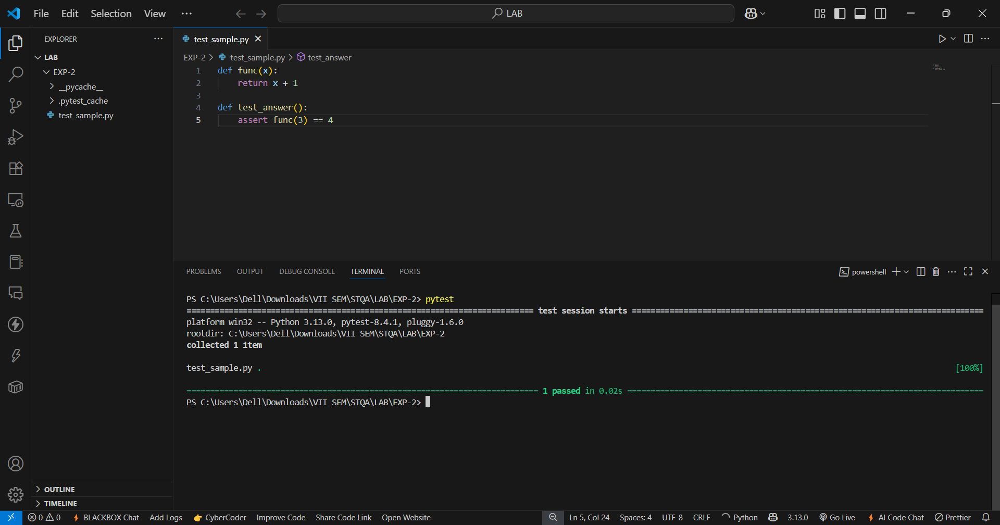 File Edit Selection View ···
LAB
EXPLORER ···
LAB
EXP-2
__pycache__
.pytest_cache
test_sample.py
OUTLINE
TIMELINE
test_sample.py
EXP-2 > test_sample.py > test_answer
1 def func(x):
2     return x + 1
3
4 def test_answer():
5     assert func(3) == 4
PROBLEMS OUTPUT DEBUG CONSOLE TERMINAL PORTS
powershell
PS C:\Users\Dell\Downloads\VII SEM\STQA\LAB\EXP-2> pytest
========================================================================== test session starts ===========================================================================
platform win32 -- Python 3.13.0, pytest-8.4.1, pluggy-1.6.0
rootdir: C:\Users\Dell\Downloads\VII SEM\STQA\LAB\EXP-2
collected 1 item
test_sample.py . [100%]
=========================================================================== 1 passed in 0.02s ============================================================================
PS C:\Users\Dell\Downloads\VII SEM\STQA\LAB\EXP-2>
0 0 BLACKBOX Chat Add Logs CyberCoder Improve Code Share Code Link Open Website Ln 5, Col 24 Spaces: 4 UTF-8 CRLF Python 3.13.0 Go Live AI Code Chat Prettier